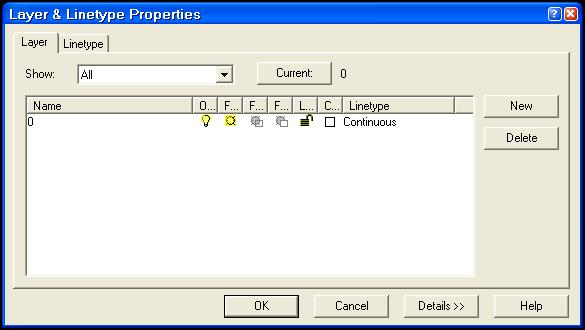 Layer & Linetype Properties
Layer Linetype
Show: All Current: 0
Name O... F... F... F... L... C... Linetype
0 Continuous
New
Delete
OK Cancel Details >> Help